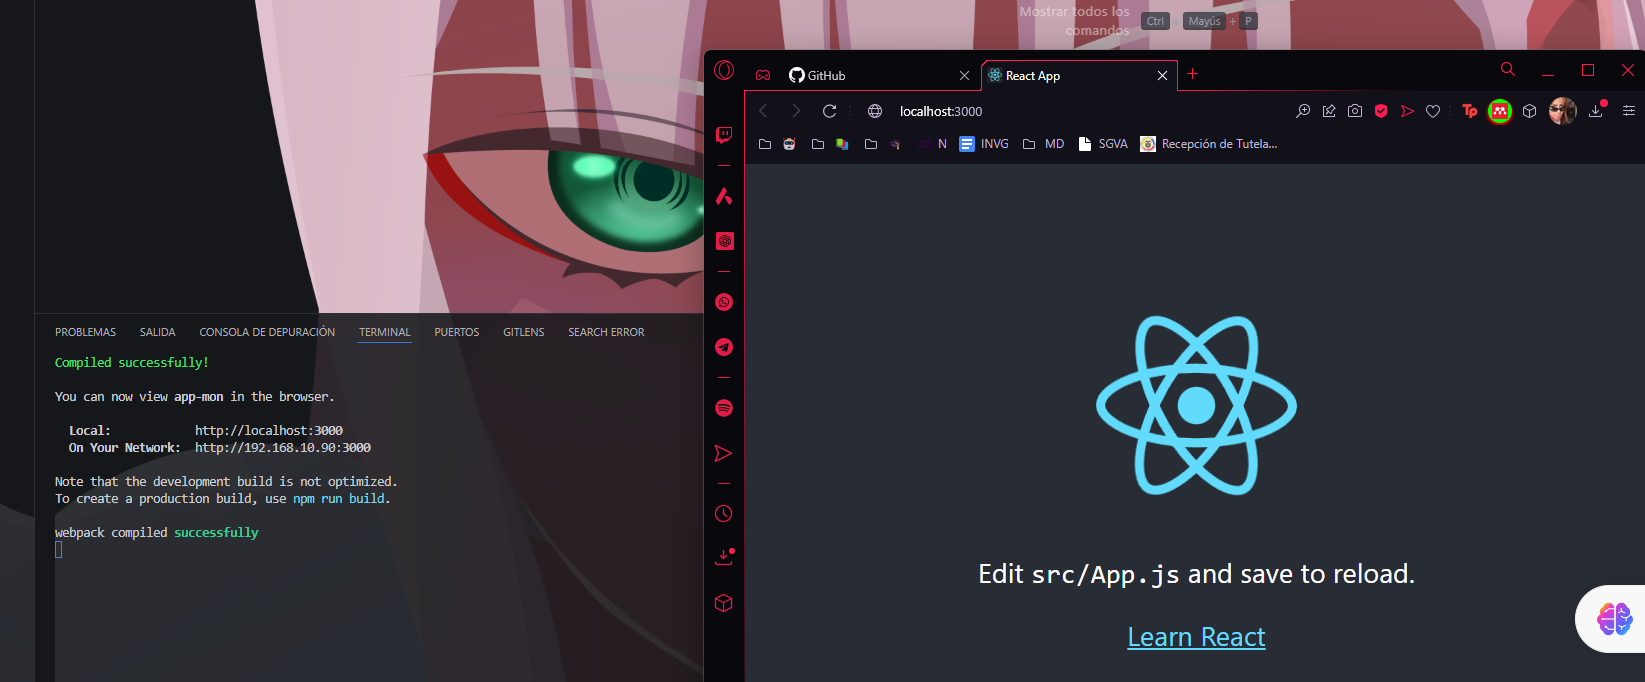 Mostrar todos los
comandos
Ctrl + Mayús + P
GitHub
React App
localhost:3000
Tp
N
INVG
MD
SGVA
Recepción de Tutela...
PROBLEMAS
SALIDA
CONSOLA DE DEPURACIÓN
TERMINAL
PUERTOS
GITLENS
SEARCH ERROR
Compiled successfully!
You can now view app-mon in the browser.
Local: http://localhost:3000
On Your Network: http://192.168.10.90:3000
Note that the development build is not optimized.
To create a production build, use npm run build.
webpack compiled successfully
Edit src/App.js and save to reload.
Learn React